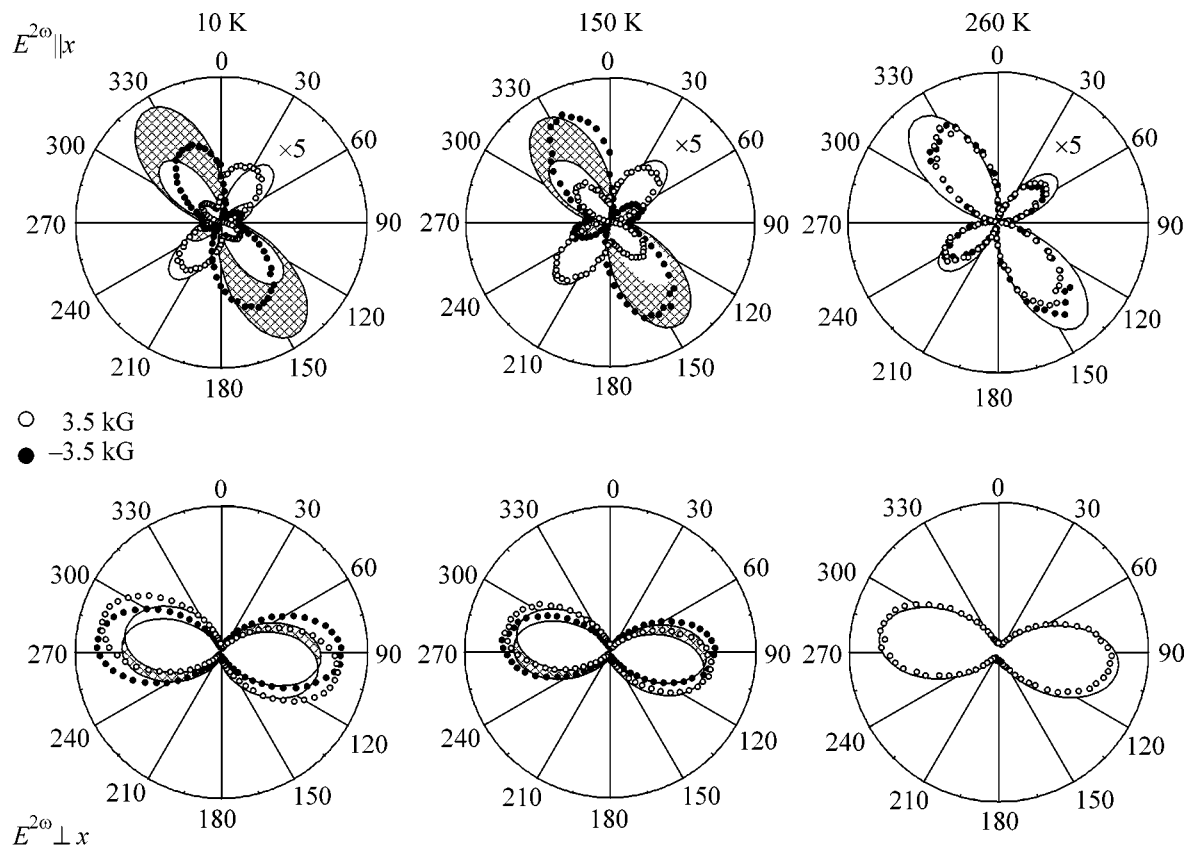 10 K 150 K 260 K
E^2ω||x
0 0 0
330 30 330 30 330 30
×5 ×5 ×5
300 60 300 60 300 60
270 90 270 90 270 90
240 120 240 120 240 120
210 150 210 150 210 150
180 180 180
3.5 kG
–3.5 kG
0 0 0
330 30 330 30 330 30
300 60 300 60 300 60
270 90 270 90 270 90
240 120 240 120 240 120
210 150 210 150 210 150
180 180 180
E^2ω⊥x